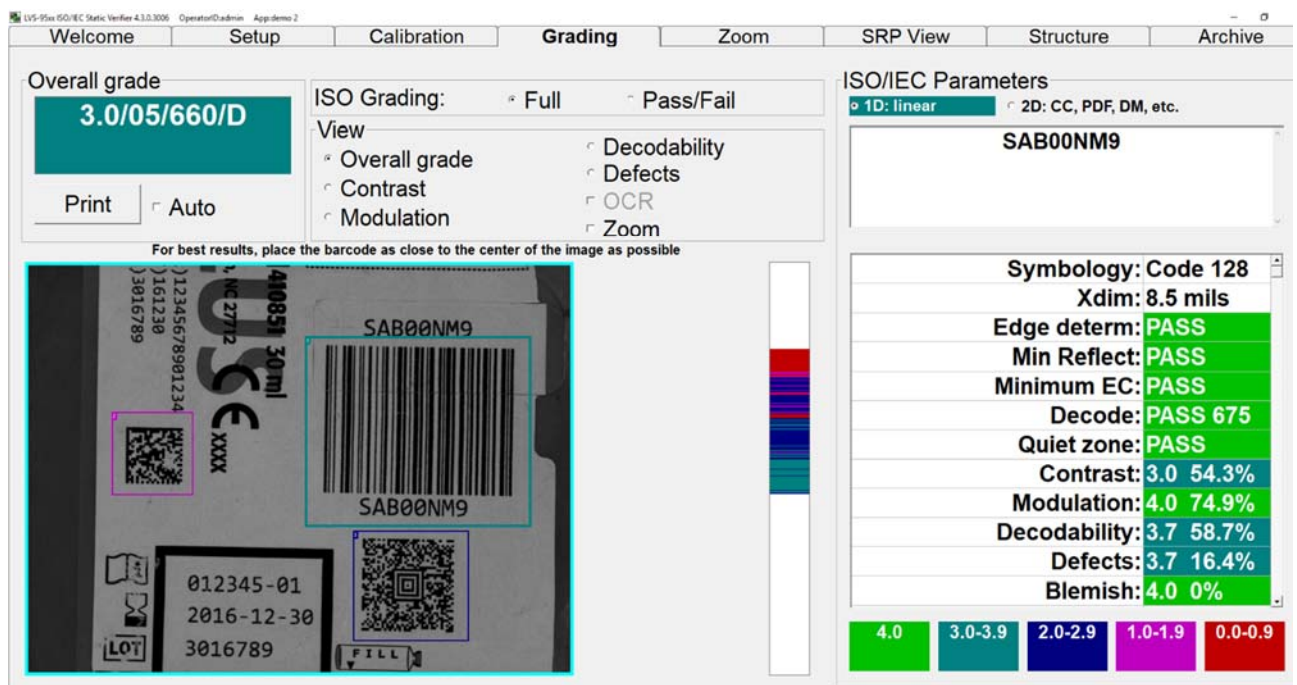 LVS-95xx ISO/IEC Static Verifier 4.3.0.3006 OperatorID:admin App:demo 2
Welcome Setup Calibration Grading Zoom SRP View Structure Archive
Overall grade
3.0/05/660/D
Print Auto
ISO Grading: Full Pass/Fail
View
Overall grade
Contrast
Modulation
Decodability
Defects
OCR
Zoom
For best results, place the barcode as close to the center of the image as possible
ISO/IEC Parameters
1D: linear 2D: CC, PDF, DM, etc.
SAB00NM9
Symbology: Code 128
Xdim: 8.5 mils
Edge determ: PASS
Min Reflect: PASS
Minimum EC: PASS
Decode: PASS 675
Quiet zone: PASS
Contrast: 3.0 54.3%
Modulation: 4.0 74.9%
Decodability: 3.7 58.7%
Defects: 3.7 16.4%
Blemish: 4.0 0%
4.0 3.0-3.9 2.0-2.9 1.0-1.9 0.0-0.9
)3016789
)161230
)12345678901234
, NC 27712
410851 30 ml
CE
XXXX
SAB00NM9
SAB00NM9
012345-01
2016-12-30
LOT 3016789
FILL